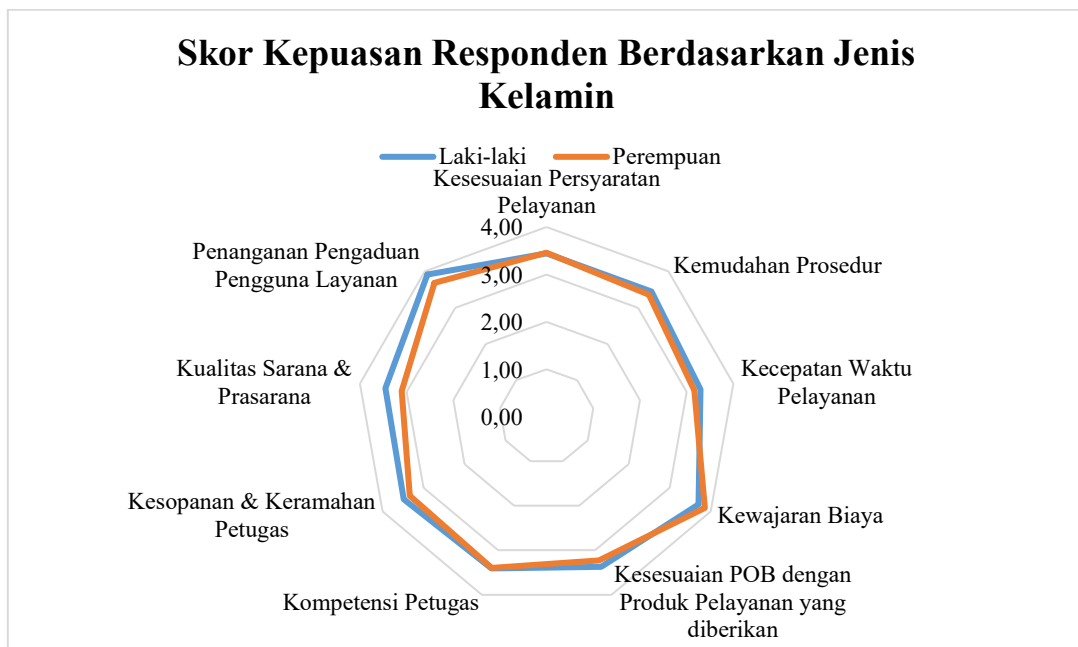 Skor Kepuasan Responden Berdasarkan Jenis
Kelamin
Laki-laki
Perempuan
Kesesuaian Persyaratan
Pelayanan
Kemudahan Prosedur
Kecepatan Waktu
Pelayanan
Kewajaran Biaya
Kesesuaian POB dengan
Produk Pelayanan yang
diberikan
Kompetensi Petugas
Kesopanan & Keramahan
Petugas
Kualitas Sarana &
Prasarana
Penanganan Pengaduan
Pengguna Layanan
4,00
3,00
2,00
1,00
0,00